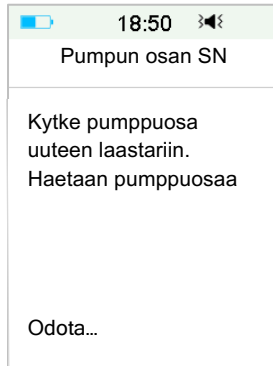 18:50
Pumpun osan SN
Kytke pumppuosa
uuteen laastariin.
Haetaan pumppuosaa
Odota…